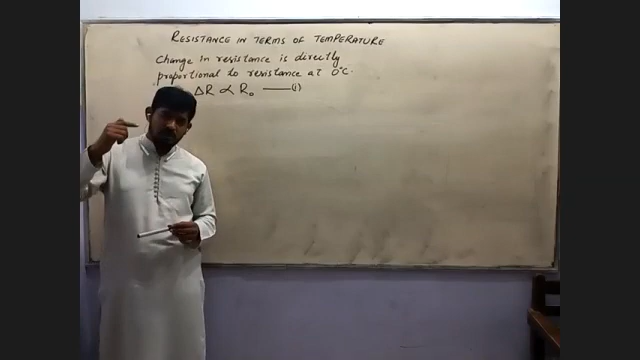 RESISTANCE IN TERMS OF TEMPERATURE
Change in resistance is directly
proportional to resistance at 0°C.
ΔR ∝ R₀ —(i)